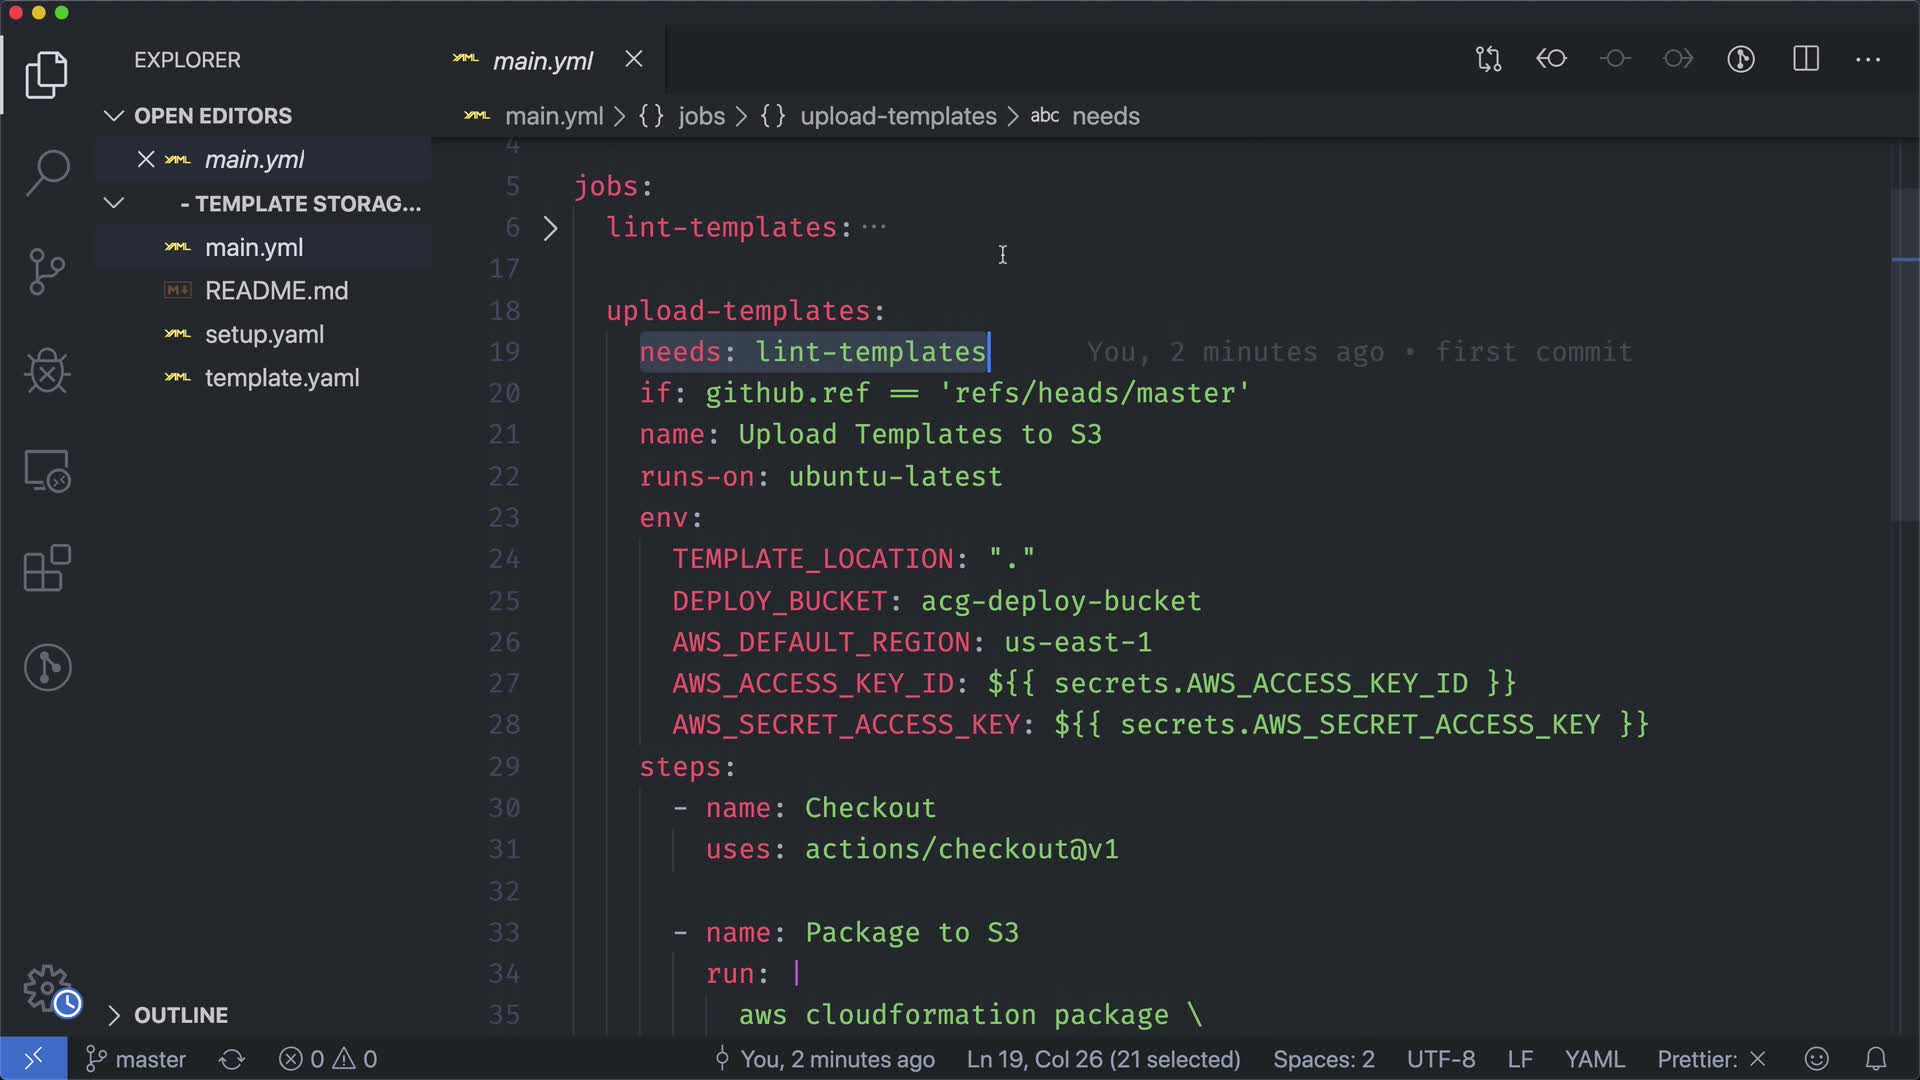 EXPLORER
OPEN EDITORS
main.yml
- TEMPLATE STORAG...
main.yml
README.md
setup.yaml
template.yaml
OUTLINE
main.yml
main.yml > {} jobs > {} upload-templates > abc needs
4
5 jobs:
6 lint-templates: ···
17
18 upload-templates:
19 needs: lint-templates You, 2 minutes ago • first commit
20 if: github.ref == 'refs/heads/master'
21 name: Upload Templates to S3
22 runs-on: ubuntu-latest
23 env:
24 TEMPLATE_LOCATION: "."
25 DEPLOY_BUCKET: acg-deploy-bucket
26 AWS_DEFAULT_REGION: us-east-1
27 AWS_ACCESS_KEY_ID: ${{ secrets.AWS_ACCESS_KEY_ID }}
28 AWS_SECRET_ACCESS_KEY: ${{ secrets.AWS_SECRET_ACCESS_KEY }}
29 steps:
30 - name: Checkout
31 uses: actions/checkout@v1
32
33 - name: Package to S3
34 run: |
35 aws cloudformation package \
master 0 0 You, 2 minutes ago Ln 19, Col 26 (21 selected) Spaces: 2 UTF-8 LF YAML Prettier: ×